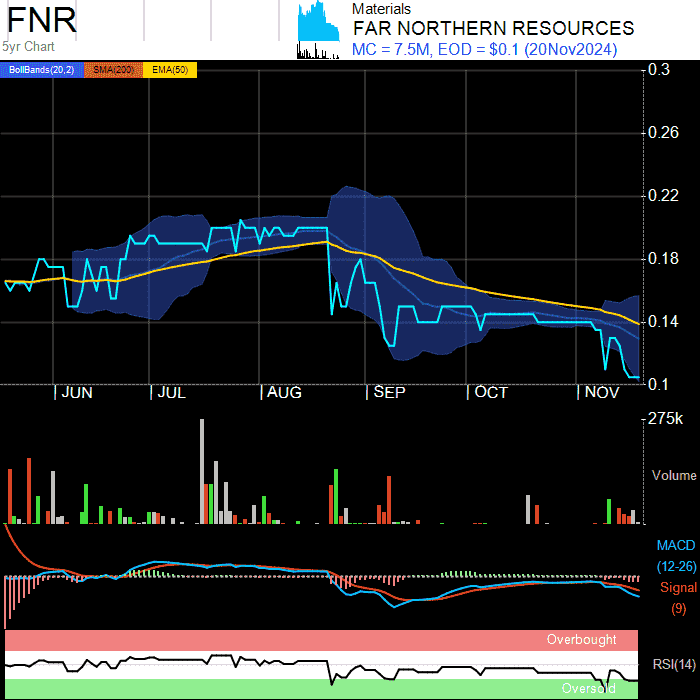 FNR
5yr Chart
Materials
FAR NORTHERN RESOURCES
MC = 7.5M, EOD = $0.1 (20Nov2024)
BollBands(20,2) SMA(200) EMA(50)
0.3
0.26
0.22
0.18
0.14
0.1
JUN JUL AUG SEP OCT NOV
275k
Volume
MACD
(12-26)
Signal
(9)
Overbought
RSI(14)
Oversold